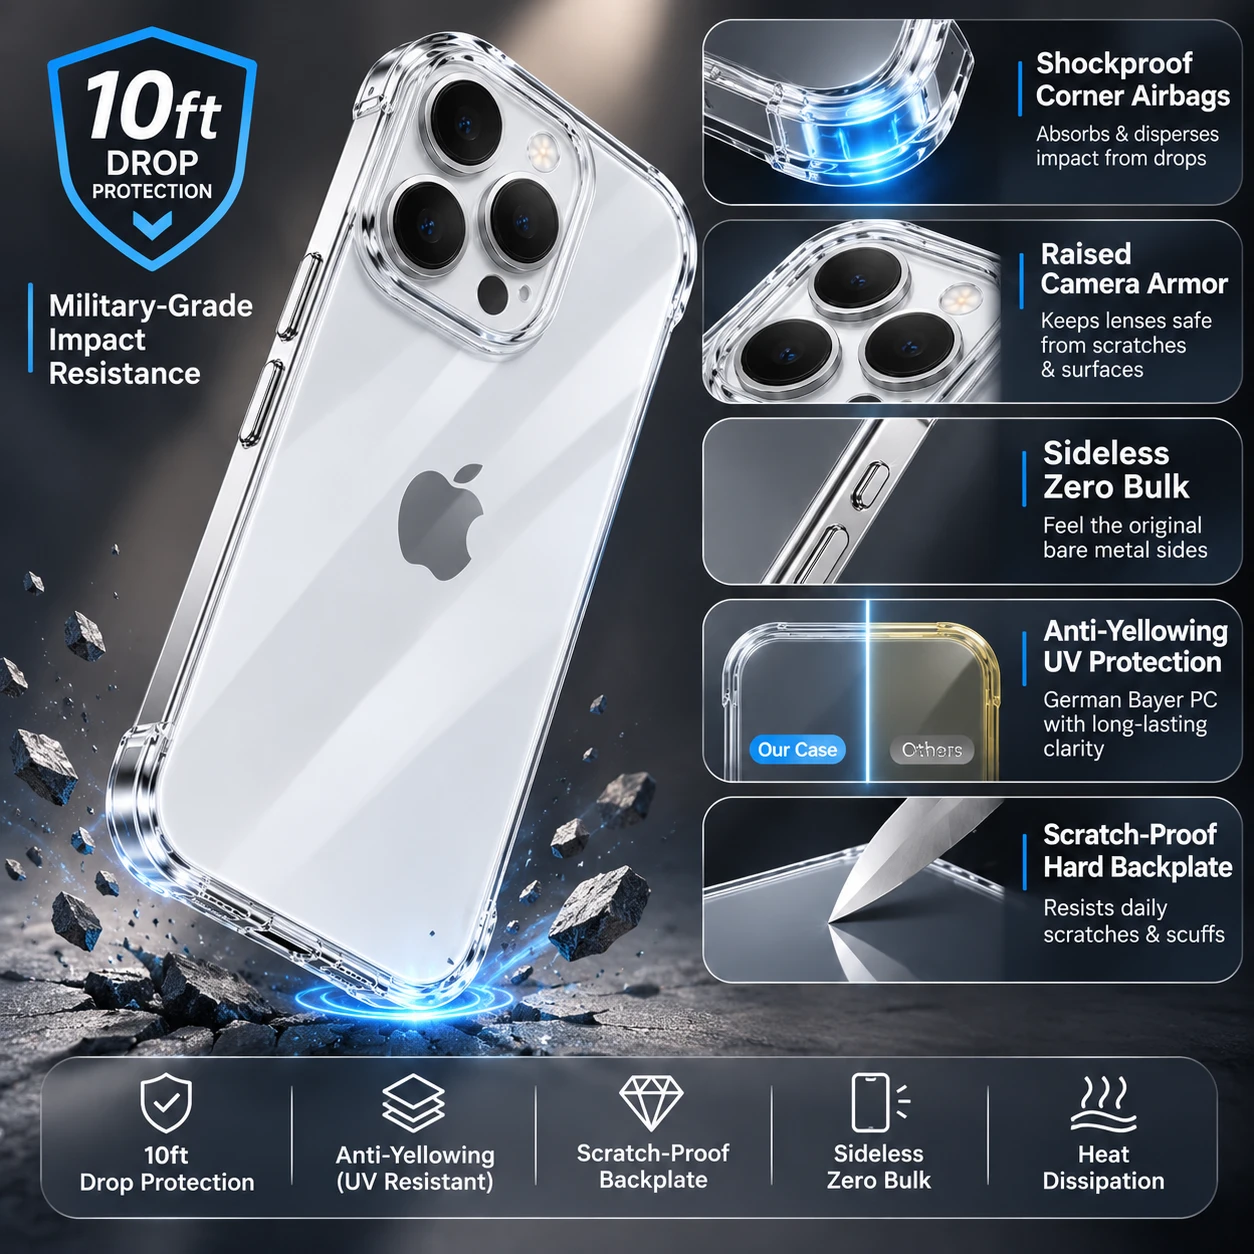 10ft
DROP
PROTECTION
Military-Grade
Impact
Resistance
Shockproof
Corner Airbags
Absorbs & disperses
impact from drops
Raised
Camera Armor
Keeps lenses safe
from scratches
& surfaces
Sideless
Zero Bulk
Feel the original
bare metal sides
Anti-Yellowing
UV Protection
German Bayer PC
with long-lasting
clarity
Our Case
Others
Scratch-Proof
Hard Backplate
Resists daily
scratches & scuffs
10ft
Drop Protection
Anti-Yellowing
(UV Resistant)
Scratch-Proof
Backplate
Sideless
Zero Bulk
Heat
Dissipation